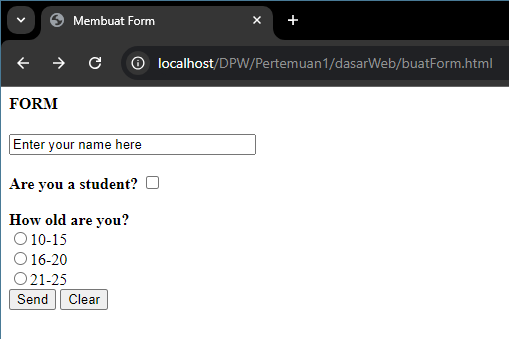 Membuat Form
localhost/DPW/Pertemuan1/dasarWeb/buatForm.html
FORM
Enter your name here
Are you a student?
How old are you?
10-15
16-20
21-25
Send Clear